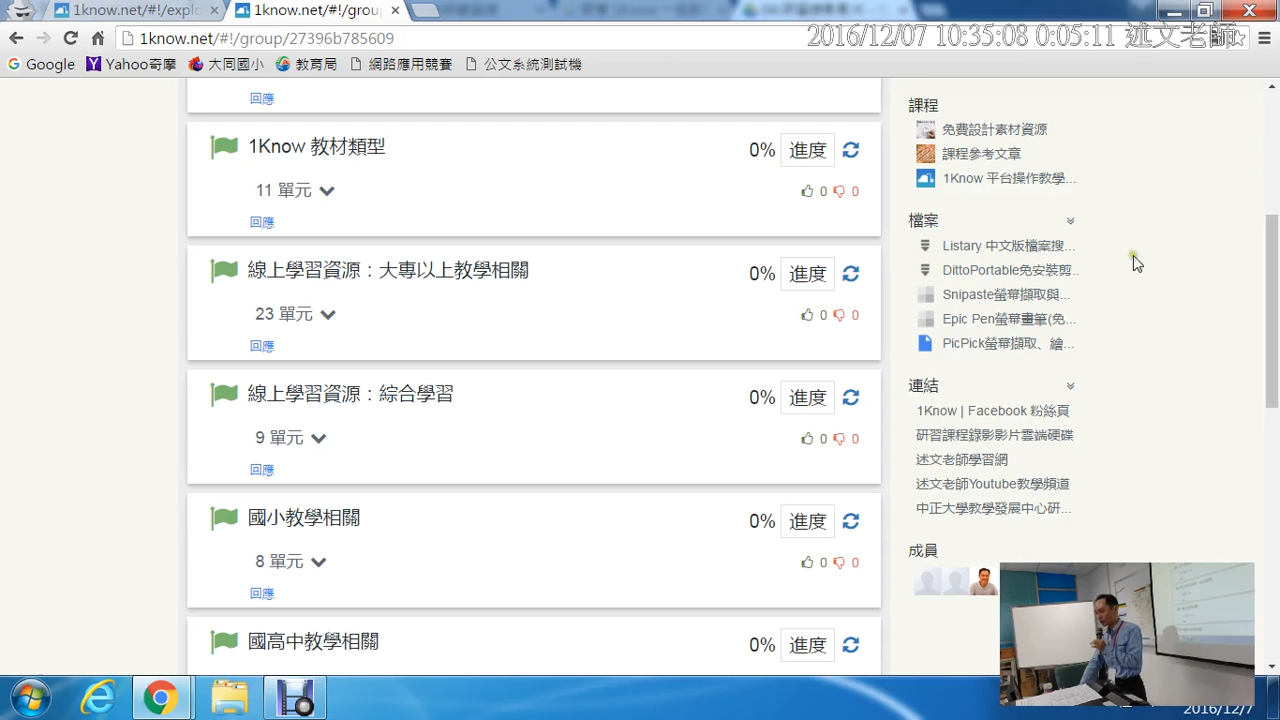 1know.net/#!/explo
1know.net/#!/grou
1know.net/#!/group/27396b785609
2016/12/07 10:35:08 0:05:11 述文老師
Google
Yahoo奇摩
大同國小
教育局
網路應用競賽
公文系統測試機
回應
1Know 教材類型
0% 進度
11 單元
0 0
回應
線上學習資源：大專以上教學相關
0% 進度
23 單元
0 0
回應
線上學習資源：綜合學習
0% 進度
9 單元
0 0
回應
國小教學相關
0% 進度
8 單元
0 0
回應
國高中教學相關
0% 進度
課程
免費設計素材資源
課程參考文章
1Know 平台操作教學...
檔案
Listary 中文版檔案搜...
DittoPortable免安裝剪...
Snipaste螢幕擷取與...
Epic Pen螢幕畫筆(免...
PicPick螢幕擷取、繪...
連結
1Know | Facebook 粉絲頁
研習課程錄影影片雲端硬碟
述文老師學習網
述文老師Youtube教學頻道
中正大學教學發展中心研...
成員
2016/12/7